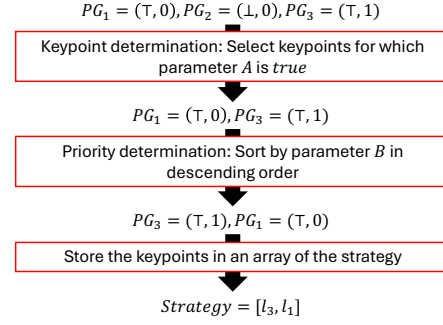 PG₁ = (⊤, 0), PG₂ = (⊥, 0), PG₃ = (⊤, 1)
Keypoint determination: Select keypoints for which
parameter A is true
PG₁ = (⊤, 0), PG₃ = (⊤, 1)
Priority determination: Sort by parameter B in
descending order
PG₃ = (⊤, 1), PG₁ = (⊤, 0)
Store the keypoints in an array of the strategy
Strategy = [l₃, l₁]